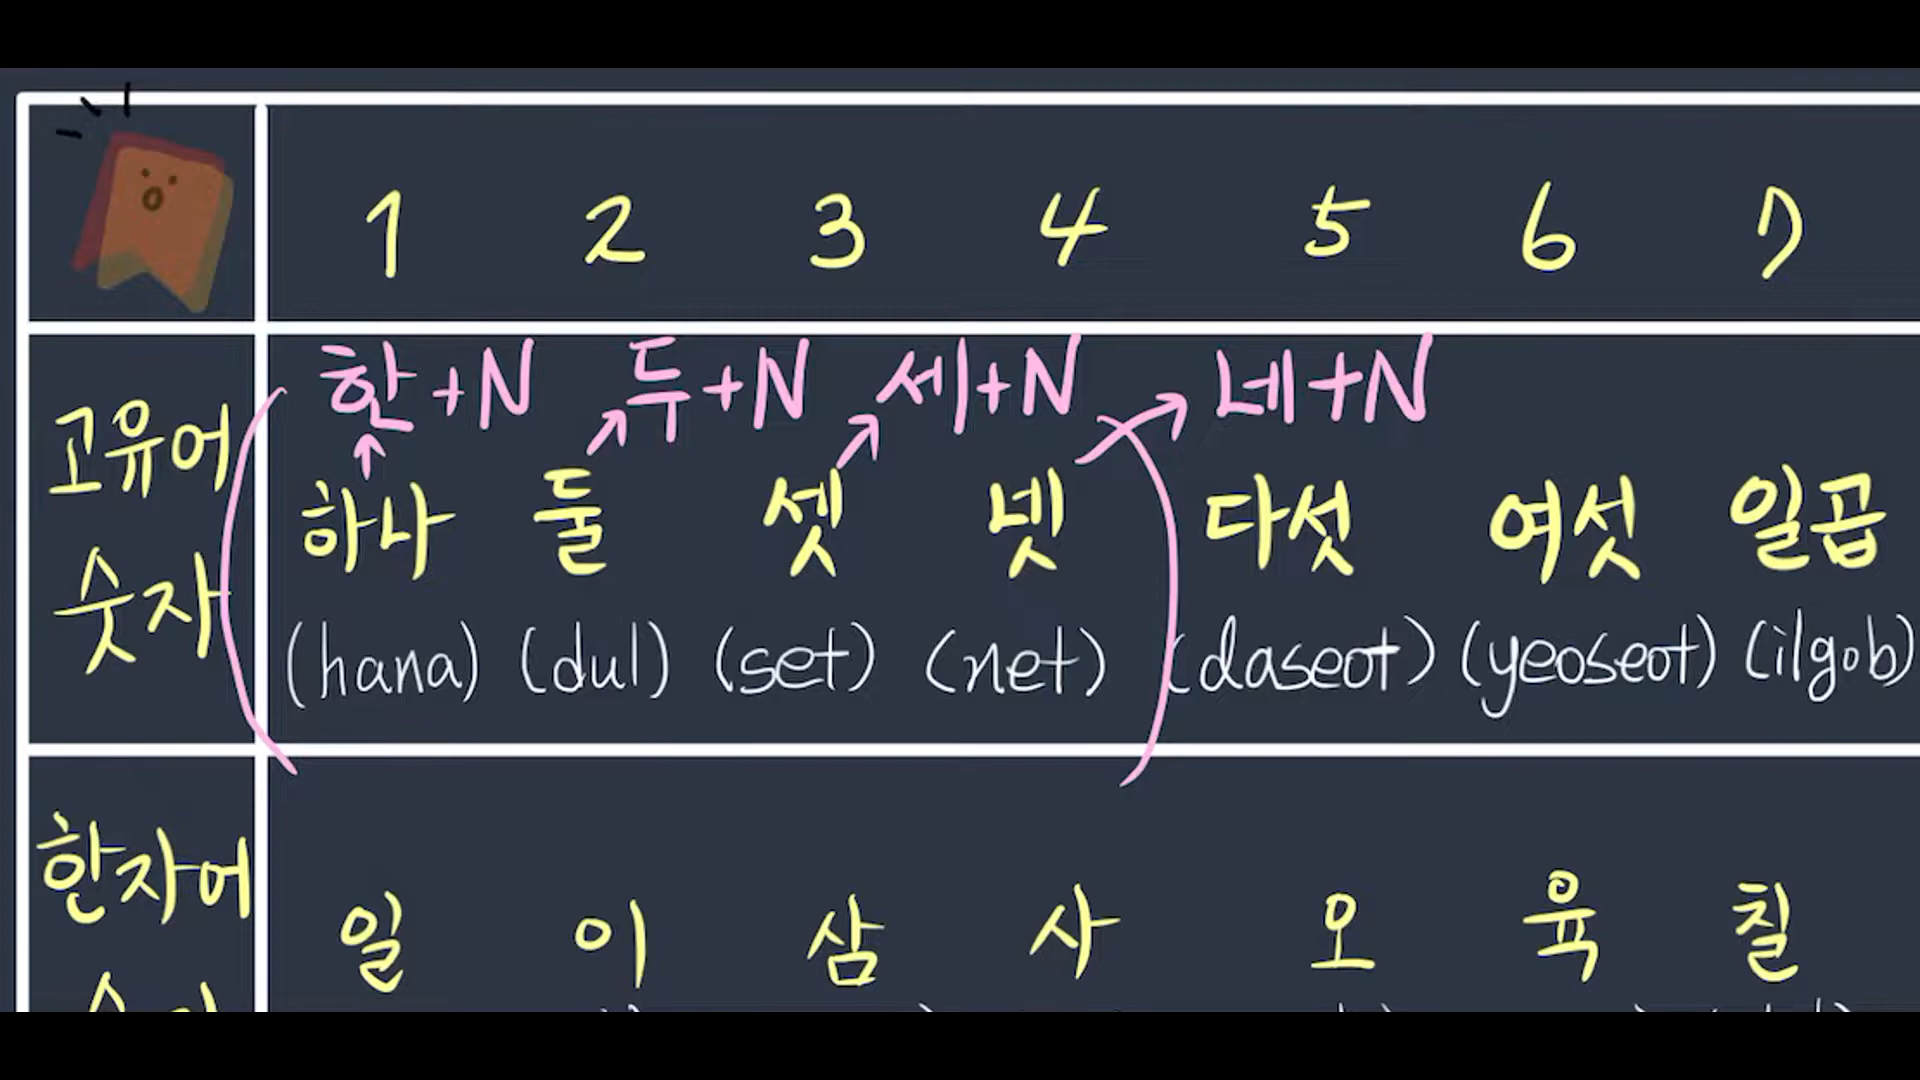 1 2 3 4 5 6 7
한+N 두+N 세+N 네+N
고유어
숫자
하나 둘 셋 넷 다섯 여섯 일곱
(hana) (dul) (set) (net) (daseot) (yeoseot) (ilgob)
한자어
일 이 삼 사 오 육 칠